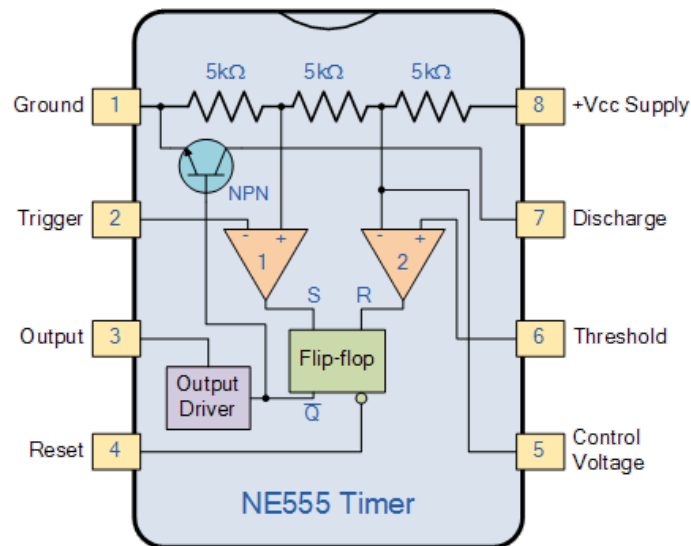 5kΩ 5kΩ 5kΩ
Ground 1 8 +Vcc Supply
NPN
Trigger 2 - + - + 7 Discharge
1 2
S R
Output 3 Flip-flop 6 Threshold
Output
Driver
Q̅
Reset 4 5 Control
Voltage
NE555 Timer